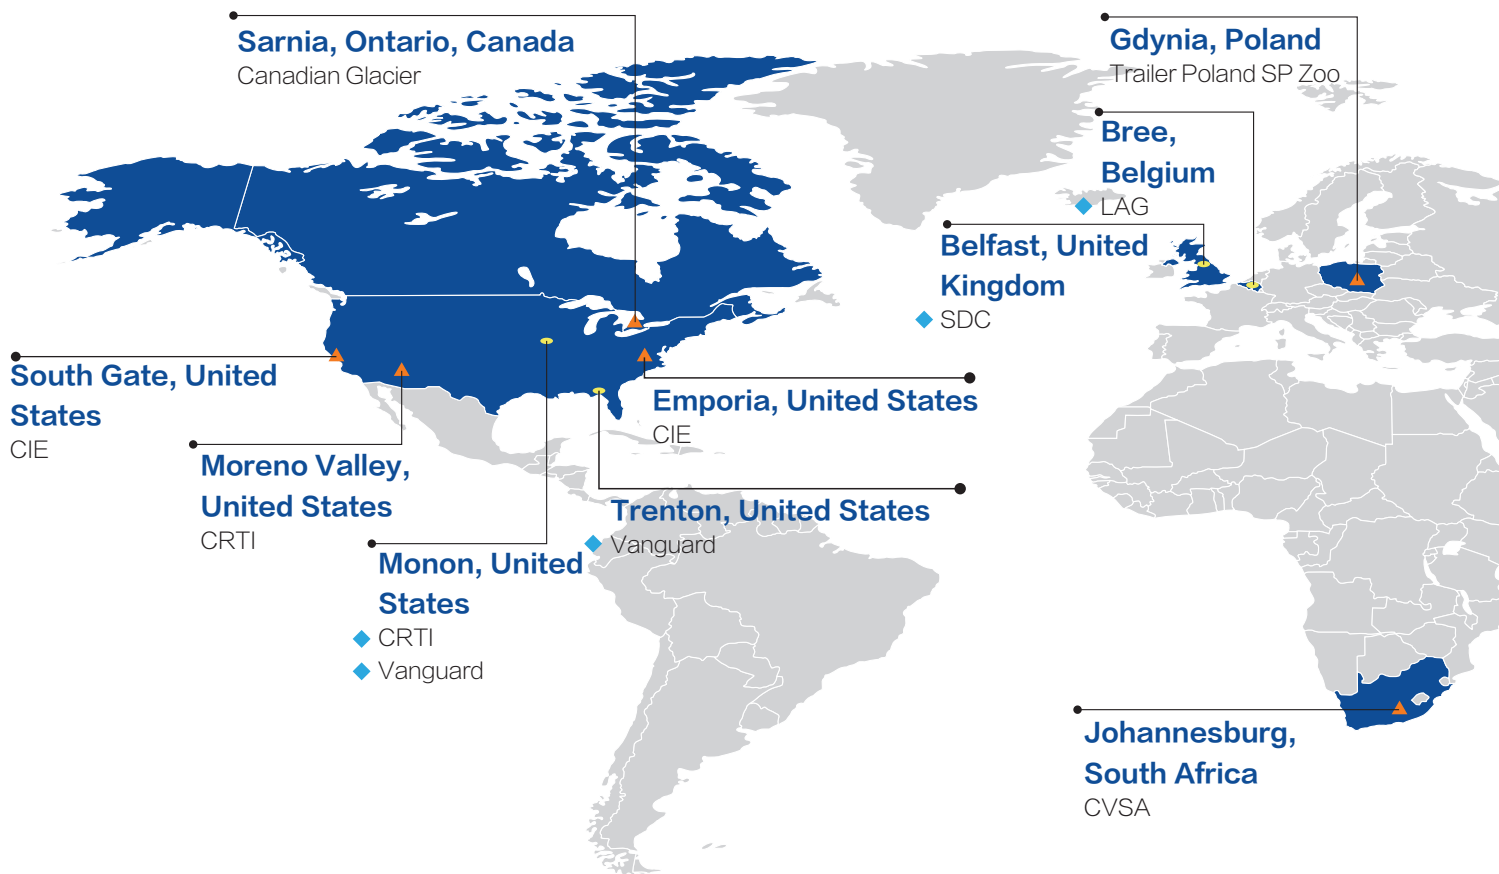 Sarnia, Ontario, Canada
Canadian Glacier
Gdynia, Poland
Trailer Poland SP Zoo
Bree,
Belgium
LAG
Belfast, United
Kingdom
SDC
South Gate, United
States
CIE
Emporia, United States
CIE
Moreno Valley,
United States
CRTI
Trenton, United States
Vanguard
Monon, United
States
CRTI
Vanguard
Johannesburg,
South Africa
CVSA